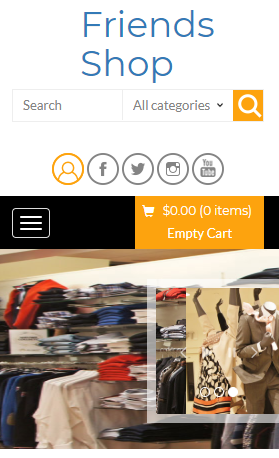 Friends
Shop
Search
All categories
You
Tube
$0.00 (0 items)
Empty Cart